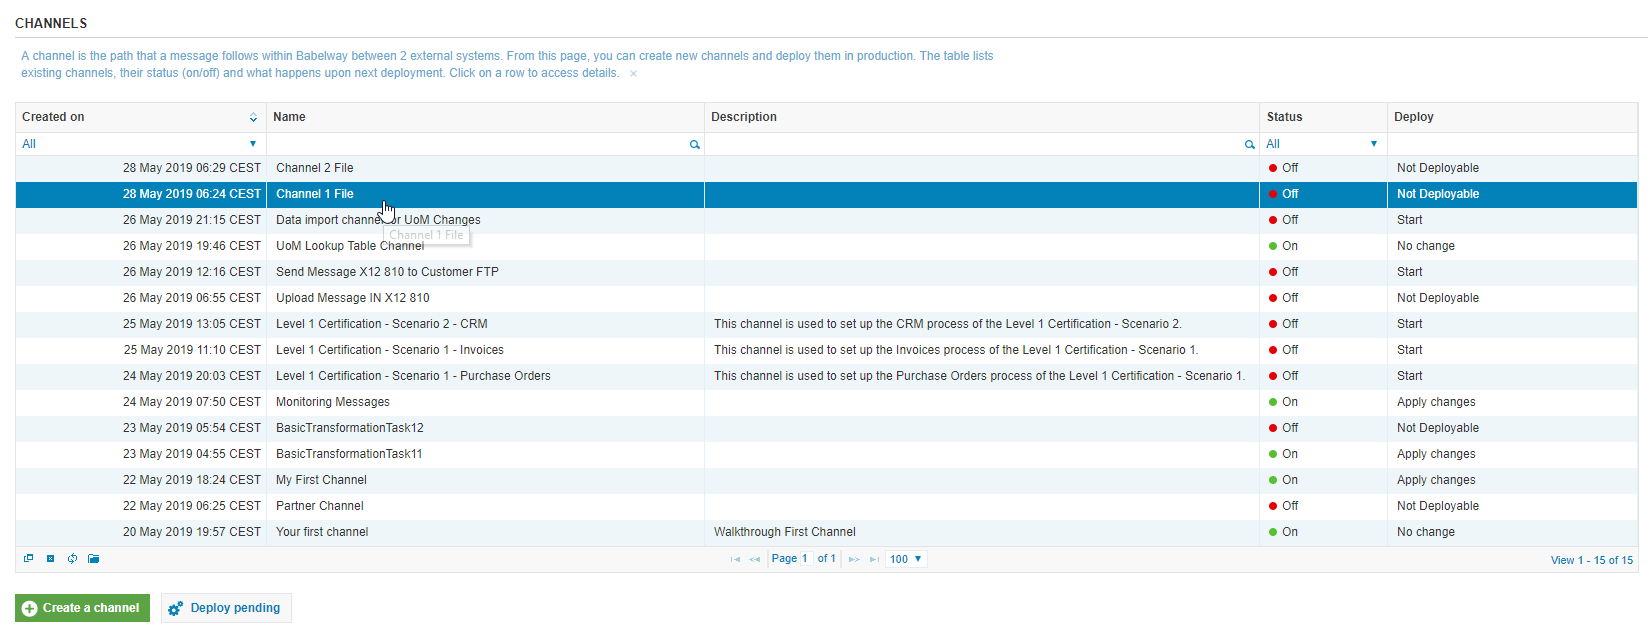 CHANNELS
A channel is the path that a message follows within Babelway between 2 external systems. From this page, you can create new channels and deploy them in production. The table lists
existing channels, their status (on/off) and what happens upon next deployment. Click on a row to access details. ×
Created on Name Description Status Deploy
All All
28 May 2019 06:29 CEST Channel 2 File Off Not Deployable
28 May 2019 06:24 CEST Channel 1 File Off Not Deployable
26 May 2019 21:15 CEST Data import channel or UoM Changes Off Start
Channel 1 File
26 May 2019 19:46 CEST UoM Lookup Table Channel On No change
26 May 2019 12:16 CEST Send Message X12 810 to Customer FTP Off Start
26 May 2019 06:55 CEST Upload Message IN X12 810 Off Not Deployable
25 May 2019 13:05 CEST Level 1 Certification - Scenario 2 - CRM This channel is used to set up the CRM process of the Level 1 Certification - Scenario 2. Off Start
25 May 2019 11:10 CEST Level 1 Certification - Scenario 1 - Invoices This channel is used to set up the Invoices process of the Level 1 Certification - Scenario 1. Off Start
24 May 2019 20:03 CEST Level 1 Certification - Scenario 1 - Purchase Orders This channel is used to set up the Purchase Orders process of the Level 1 Certification - Scenario 1. Off Start
24 May 2019 07:50 CEST Monitoring Messages On Apply changes
23 May 2019 05:54 CEST BasicTransformationTask12 Off Not Deployable
23 May 2019 04:55 CEST BasicTransformationTask11 On Apply changes
22 May 2019 18:24 CEST My First Channel On Apply changes
22 May 2019 06:25 CEST Partner Channel Off Not Deployable
20 May 2019 19:57 CEST Your first channel Walkthrough First Channel On No change
Page 1 of 1 100 View 1 - 15 of 15
Create a channel Deploy pending